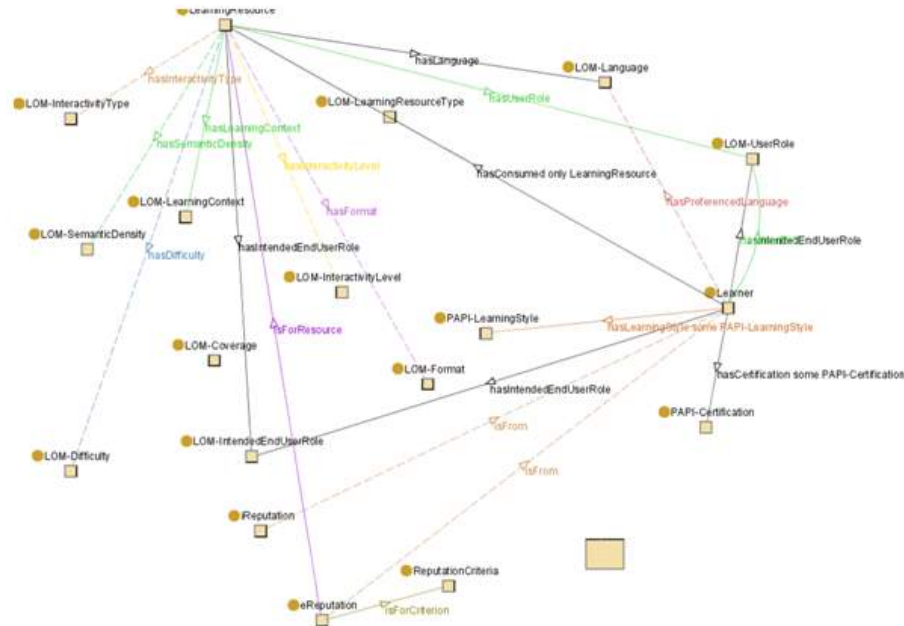 LearningResource
hasLanguage
LOM-Language
hasInteractivityType
LOM-InteractivityType
hasUserRole
LOM-LearningResourceType
hasLearningContext
hasSemanticDensity
LOM-UserRole
hasInteractivityLevel
hasConsumed only LearningResource
LOM-LearningContext
hasPreferencedLanguage
hasFormat
LOM-SemanticDensity
hasIntendedEndUserRole
hasIntendedEndUserRole
hasDifficulty
LOM-InteractivityLevel
Learner
PAPI-LearningStyle
hasLearningStyle some PAPI-LearningStyle
isForResource
LOM-Coverage
LOM-Format
hasCertification some PAPI-Certification
hasIntendedEndUserRole
PAPI-Certification
isFrom
LOM-IntendedEndUserRole
LOM-Difficulty
isFrom
iReputation
ReputationCriteria
eReputation
isForCriterion